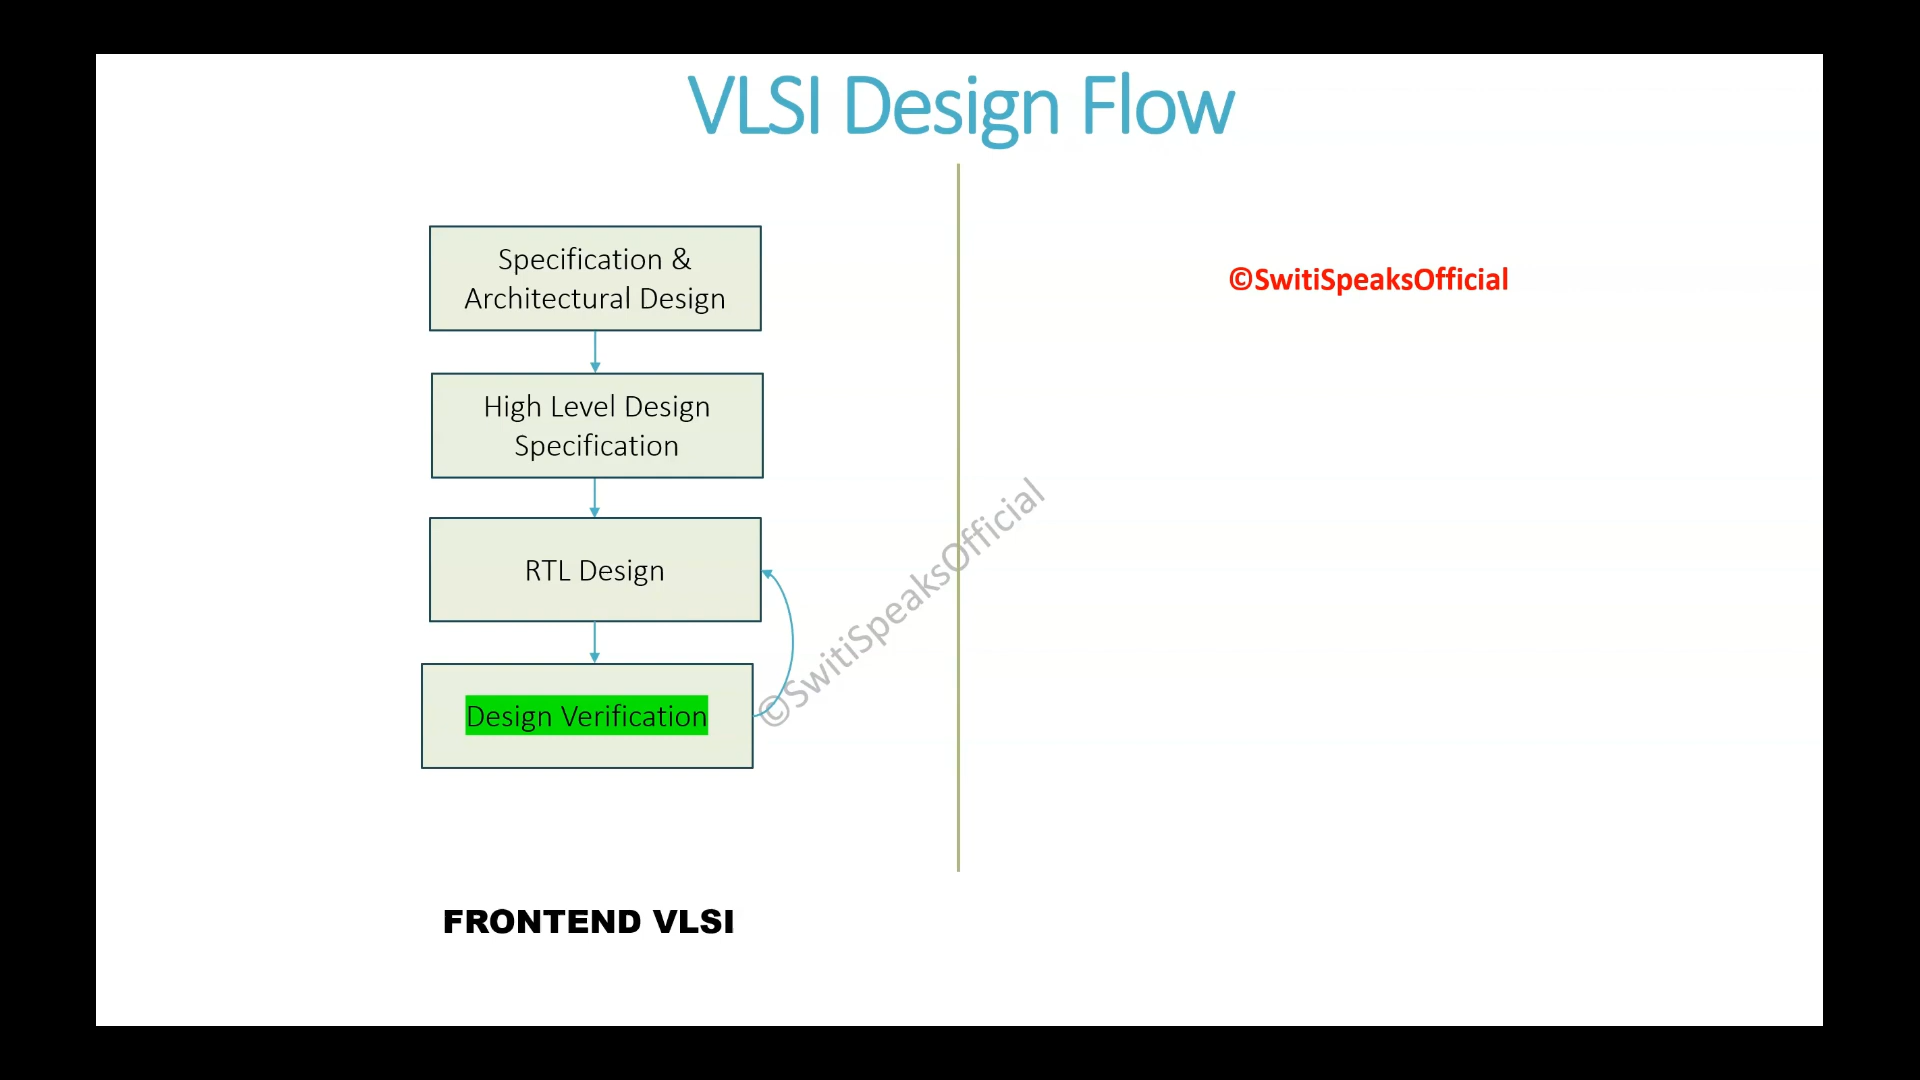 VLSI Design Flow
Specification &
Architectural Design
High Level Design
Specification
RTL Design
Design Verification
FRONTEND VLSI
©SwitiSpeaksOfficial
©SwitiSpeaksOfficial